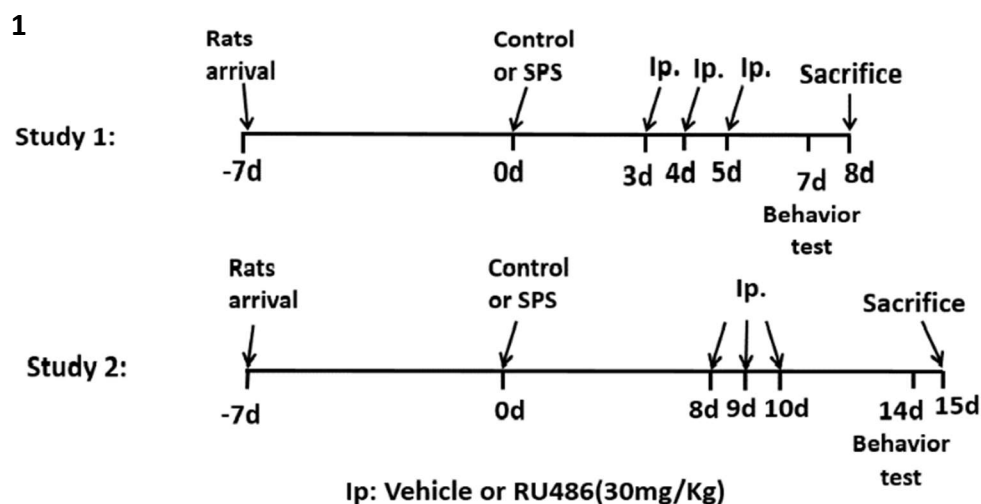 1
Rats
arrival
Control
or SPS
Ip. Ip. Ip.
Sacrifice
Study 1:
-7d
0d
3d 4d 5d
7d 8d
Behavior
test
Rats
arrival
Control
or SPS
Ip.
Sacrifice
Study 2:
-7d
0d
8d 9d 10d
14d 15d
Behavior
test
Ip: Vehicle or RU486(30mg/Kg)